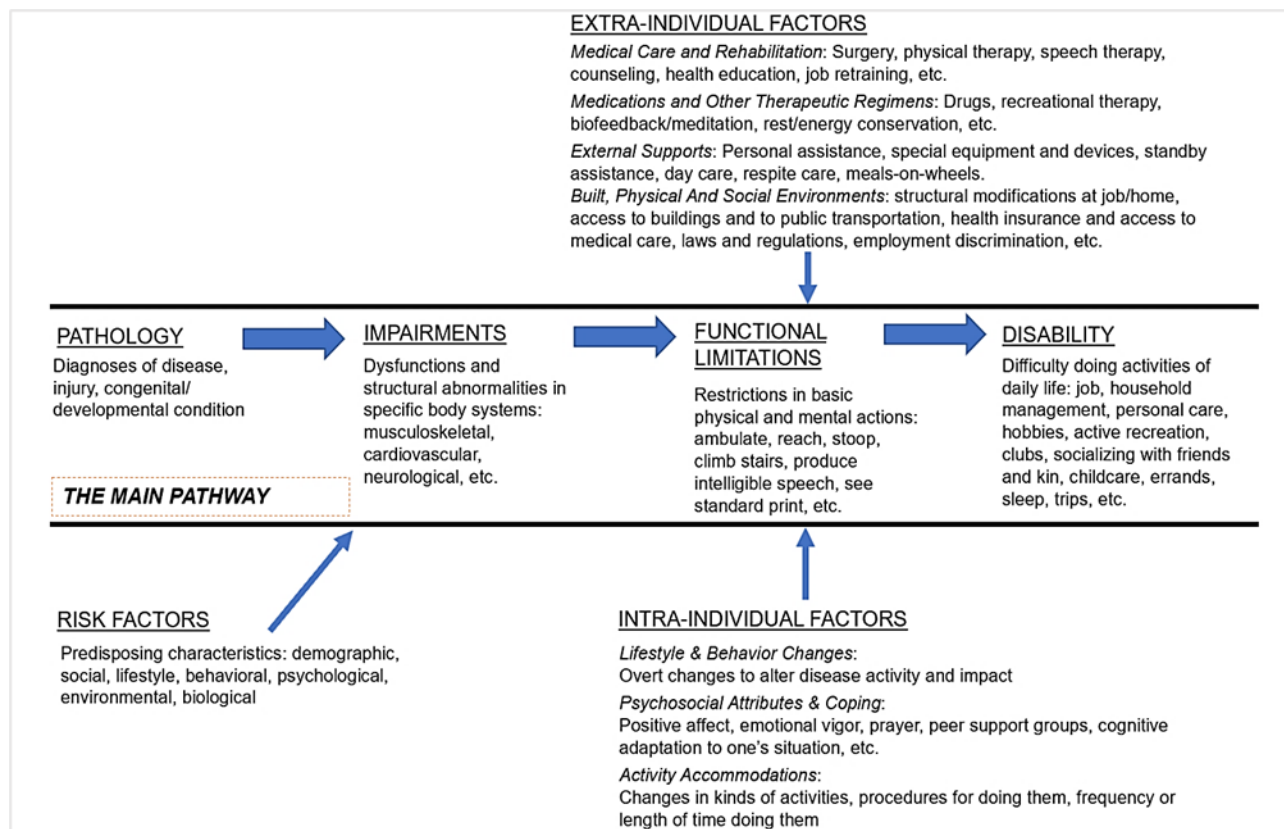 EXTRA-INDIVIDUAL FACTORS
Medical Care and Rehabilitation: Surgery, physical therapy, speech therapy,
counseling, health education, job retraining, etc.
Medications and Other Therapeutic Regimens: Drugs, recreational therapy,
biofeedback/meditation, rest/energy conservation, etc.
External Supports: Personal assistance, special equipment and devices, standby
assistance, day care, respite care, meals-on-wheels.
Built, Physical And Social Environments: structural modifications at job/home,
access to buildings and to public transportation, health insurance and access to
medical care, laws and regulations, employment discrimination, etc.
PATHOLOGY
Diagnoses of disease,
injury, congenital/
developmental condition
THE MAIN PATHWAY
IMPAIRMENTS
Dysfunctions and
structural abnormalities in
specific body systems:
musculoskeletal,
cardiovascular,
neurological, etc.
FUNCTIONAL
LIMITATIONS
Restrictions in basic
physical and mental actions:
ambulate, reach, stoop,
climb stairs, produce
intelligible speech, see
standard print, etc.
DISABILITY
Difficulty doing activities of
daily life: job, household
management, personal care,
hobbies, active recreation,
clubs, socializing with friends
and kin, childcare, errands,
sleep, trips, etc.
RISK FACTORS
Predisposing characteristics: demographic,
social, lifestyle, behavioral, psychological,
environmental, biological
INTRA-INDIVIDUAL FACTORS
Lifestyle & Behavior Changes:
Overt changes to alter disease activity and impact
Psychosocial Attributes & Coping:
Positive affect, emotional vigor, prayer, peer support groups, cognitive
adaptation to one's situation, etc.
Activity Accommodations:
Changes in kinds of activities, procedures for doing them, frequency or
length of time doing them